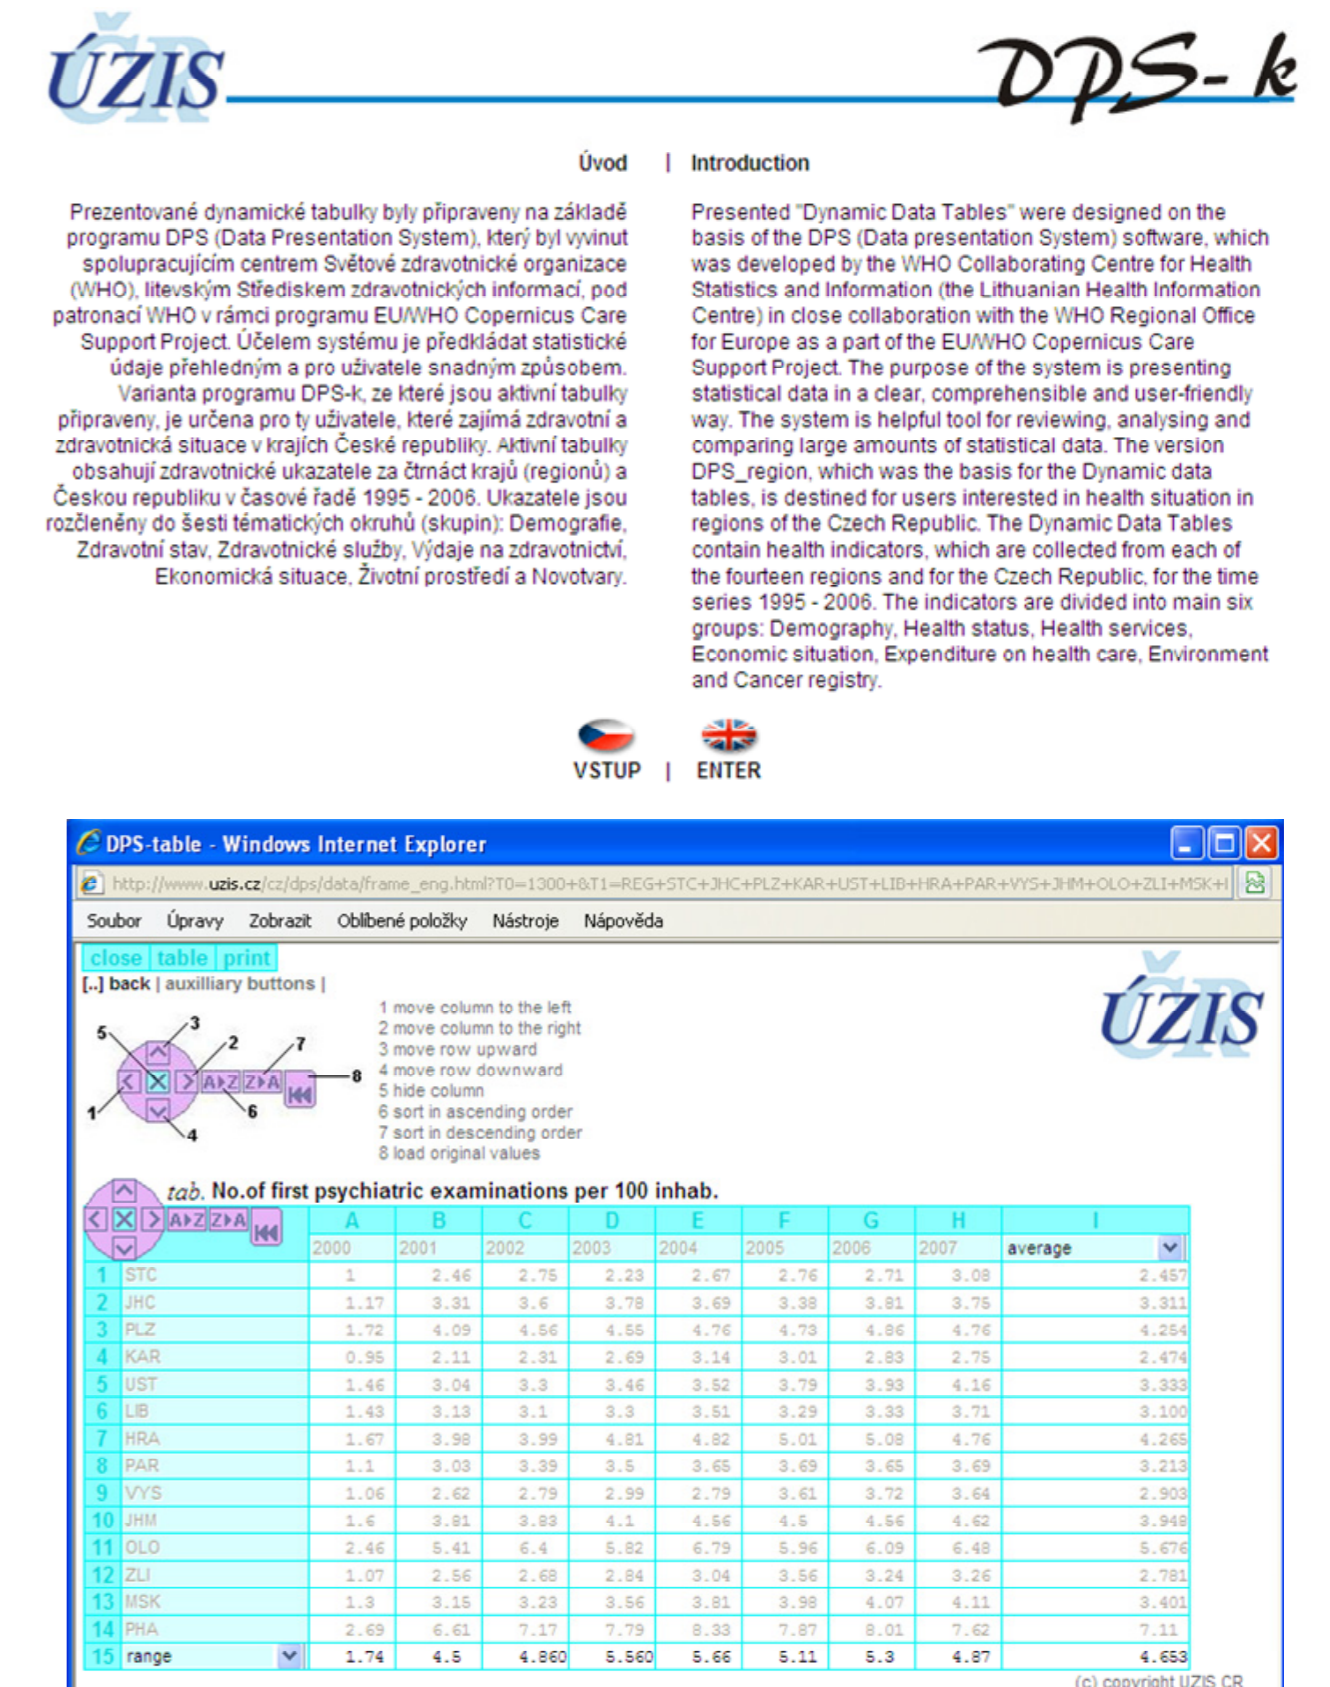 ÚZIS
ČR
DPS-k
Úvod | Introduction
Prezentované dynamické tabulky byly připraveny na základě
programu DPS (Data Presentation System), který byl vyvinut
spolupracujícím centrem Světové zdravotnické organizace
(WHO), litevským Střediskem zdravotnických informací, pod
patronací WHO v rámci programu EU/WHO Copernicus Care
Support Project. Účelem systému je předkládat statistické
údaje přehledným a pro uživatele snadným způsobem.
Varianta programu DPS-k, ze které jsou aktivní tabulky
připraveny, je určena pro ty uživatele, které zajímá zdravotní a
zdravotnická situace v krajích České republiky. Aktivní tabulky
obsahují zdravotnické ukazatele za čtrnáct krajů (regionů) a
Českou republiku v časové řadě 1995 - 2006. Ukazatele jsou
rozčleněny do šesti tématických okruhů (skupin): Demografie,
Zdravotní stav, Zdravotnické služby, Výdaje na zdravotnictví,
Ekonomická situace, Životní prostředí a Novotvary.
Presented "Dynamic Data Tables" were designed on the
basis of the DPS (Data presentation System) software, which
was developed by the WHO Collaborating Centre for Health
Statistics and Information (the Lithuanian Health Information
Centre) in close collaboration with the WHO Regional Office
for Europe as a part of the EU/WHO Copernicus Care
Support Project. The purpose of the system is presenting
statistical data in a clear, comprehensible and user-friendly
way. The system is helpful tool for reviewing, analysing and
comparing large amounts of statistical data. The version
DPS_region, which was the basis for the Dynamic data
tables, is destined for users interested in health situation in
regions of the Czech Republic. The Dynamic Data Tables
contain health indicators, which are collected from each of
the fourteen regions and for the Czech Republic, for the time
series 1995 - 2006. The indicators are divided into main six
groups: Demography, Health status, Health services,
Economic situation, Expenditure on health care, Environment
and Cancer registry.
VSTUP | ENTER
DPS-table - Windows Internet Explorer
http://www.uzis.cz/cz/dps/data/frame_eng.html?T0=1300+&T1=REG+STC+JHC+PLZ+KAR+UST+LIB+HRA+PAR+VYS+JHM+OLO+ZLI+MSK+
Soubor Úpravy Zobrazit Oblíbené položky Nástroje Nápověda
close table print
[..] back | auxilliary buttons |
ÚZIS
ČR
1 move column to the left
2 move column to the right
3 move row upward
4 move row downward
5 hide column
6 sort in ascending order
7 sort in descending order
8 load original values
5 3 2 7 8 1 4 6
A Z Z A
tab. No.of first psychiatric examinations per 100 inhab.
A Z Z A
A B C D E F G H I
2000 2001 2002 2003 2004 2005 2006 2007 average
1 STC 1 2.46 2.75 2.23 2.67 2.76 2.71 3.08 2.457
2 JHC 1.17 3.31 3.6 3.78 3.69 3.38 3.81 3.75 3.311
3 PLZ 1.72 4.09 4.56 4.55 4.76 4.73 4.86 4.76 4.254
4 KAR 0.95 2.11 2.31 2.69 3.14 3.01 2.83 2.75 2.474
5 UST 1.46 3.04 3.3 3.46 3.52 3.79 3.93 4.16 3.333
6 LIB 1.43 3.13 3.1 3.3 3.51 3.29 3.33 3.71 3.100
7 HRA 1.67 3.98 3.99 4.81 4.82 5.01 5.08 4.76 4.265
8 PAR 1.1 3.03 3.39 3.5 3.65 3.69 3.65 3.69 3.213
9 VYS 1.06 2.62 2.79 2.99 2.79 3.61 3.72 3.64 2.903
10 JHM 1.6 3.81 3.83 4.1 4.56 4.5 4.56 4.62 3.948
11 OLO 2.46 5.41 6.4 5.82 6.79 5.96 6.09 6.48 5.676
12 ZLI 1.07 2.56 2.68 2.84 3.04 3.56 3.24 3.26 2.781
13 MSK 1.3 3.15 3.23 3.56 3.81 3.98 4.07 4.11 3.401
14 PHA 2.69 6.61 7.17 7.79 8.33 7.87 8.01 7.62 7.11
15 range 1.74 4.5 4.860 5.560 5.66 5.11 5.3 4.87 4.653
(c) copyright UZIS CR